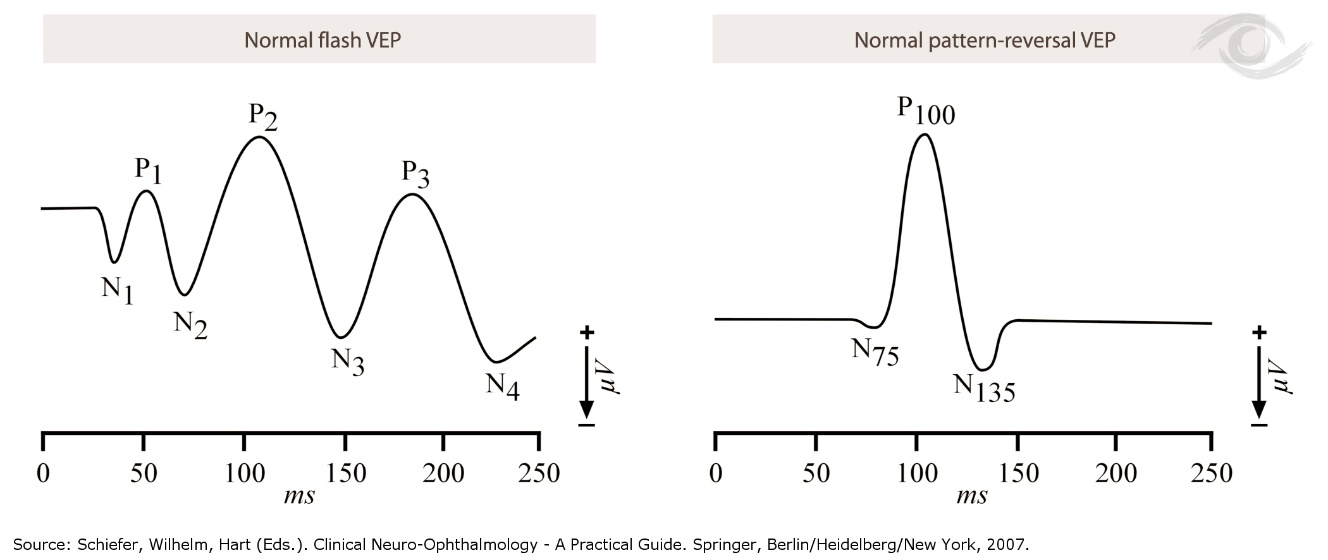 Normal flash VEP
P2
P1
P3
N1
N2
N3
N4
+
µV
–
0 50 100 150 200 250
ms
Normal pattern-reversal VEP
P100
N75
N135
+
µV
–
0 50 100 150 200 250
ms
Source: Schiefer, Wilhelm, Hart (Eds.). Clinical Neuro-Ophthalmology - A Practical Guide. Springer, Berlin/Heidelberg/New York, 2007.